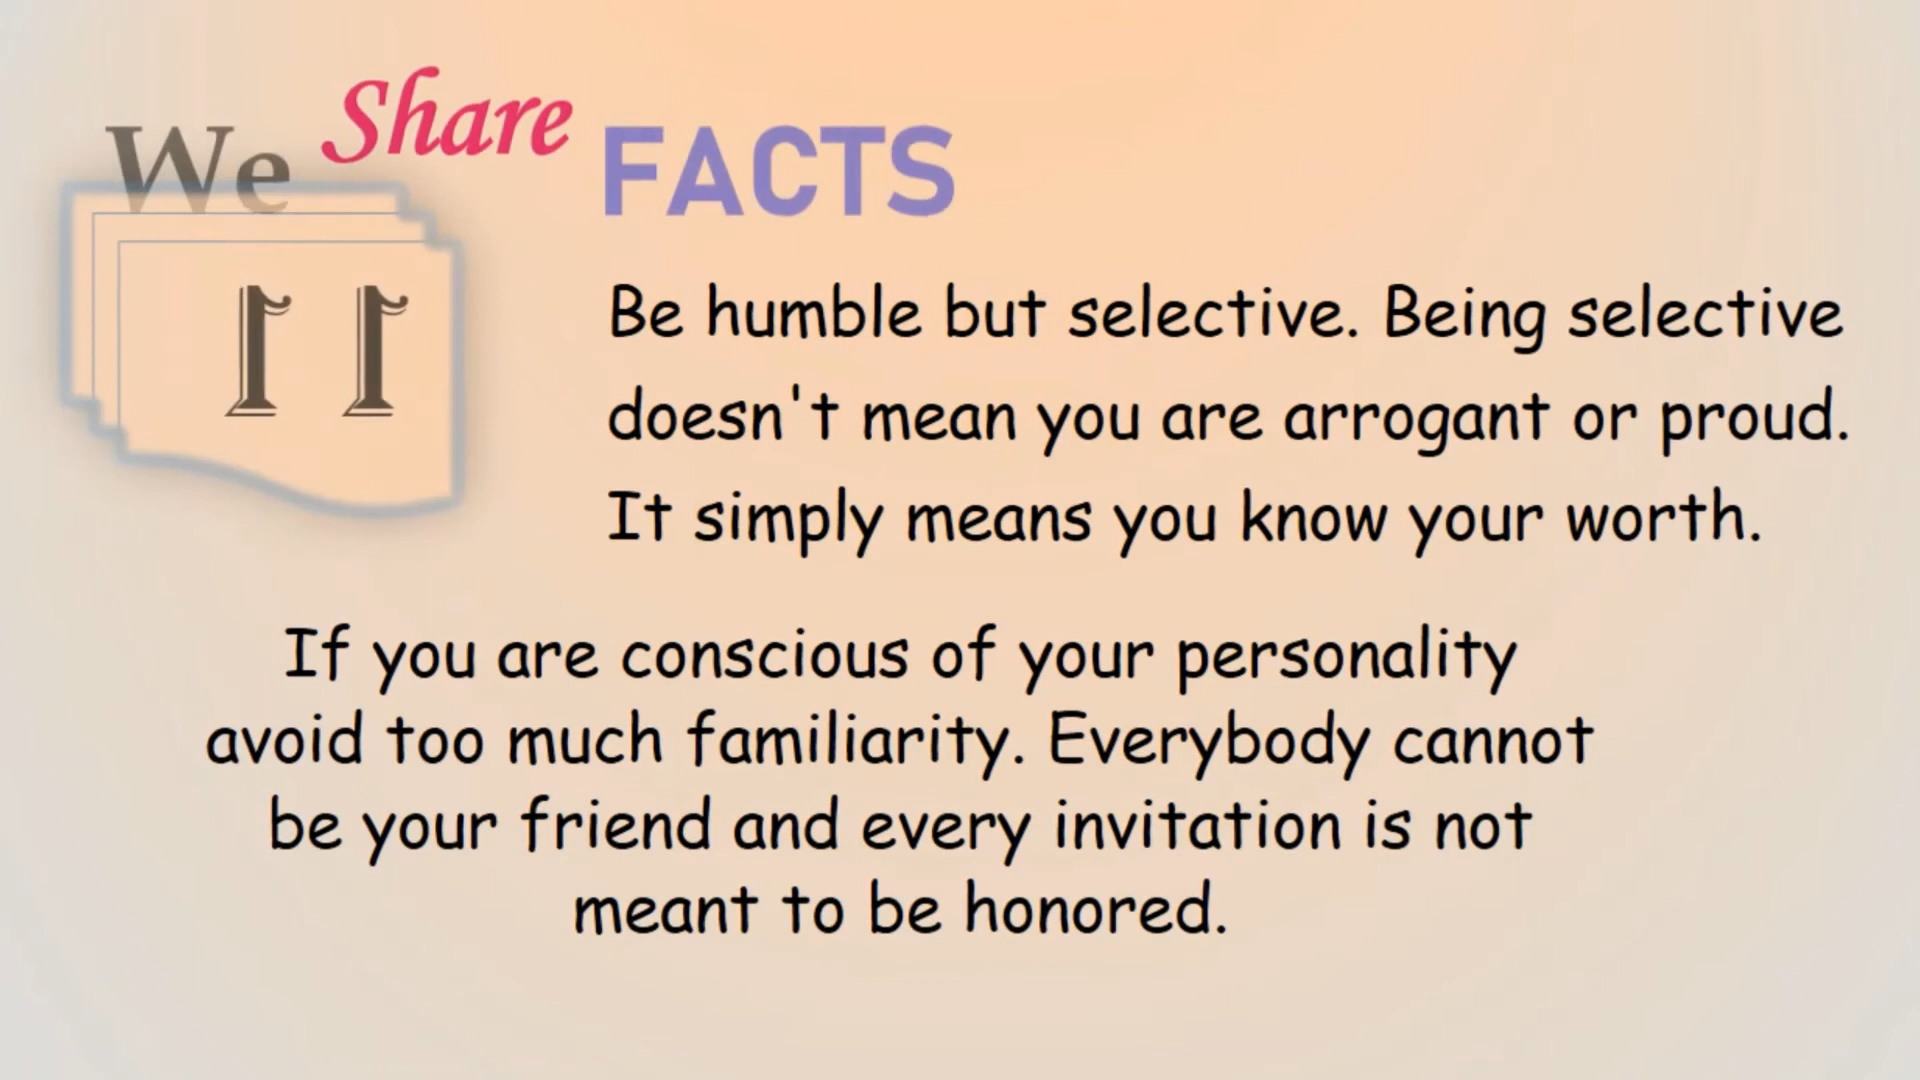 We Share FACTS
11
Be humble but selective. Being selective
doesn't mean you are arrogant or proud.
It simply means you know your worth.
If you are conscious of your personality
avoid too much familiarity. Everybody cannot
be your friend and every invitation is not
meant to be honored.